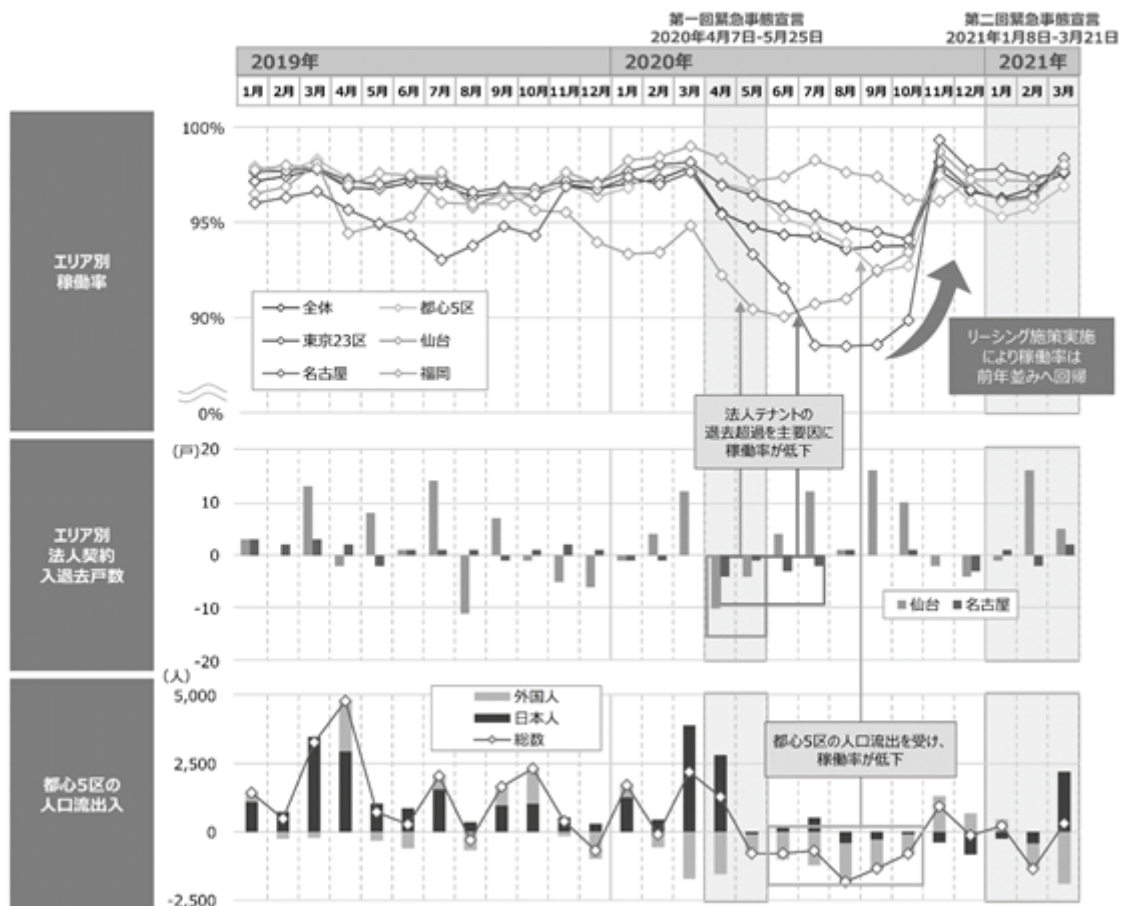 第一回緊急事態宣言
2020年4月7日-5月25日
第二回緊急事態宣言
2021年1月8日-3月21日
2019年
2020年
2021年
1月 2月 3月 4月 5月 6月 7月 8月 9月 10月 11月 12月 1月 2月 3月 4月 5月 6月 7月 8月 9月 10月 11月 12月 1月 2月 3月
エリア別
稼働率
100%
95%
90%
0%
全体
都心5区
東京23区
仙台
名古屋
福岡
リーシング施策実施
により稼働率は
前年並みへ回帰
法人テナントの
退去超過を主要因に
稼働率が低下
エリア別
法人契約
入退去戸数
(戸)
20
10
0
-10
-20
仙台
名古屋
都心5区の
人口流出入
(人)
5,000
2,500
0
-2,500
外国人
日本人
総数
都心5区の人口流出を受け、
稼働率が低下